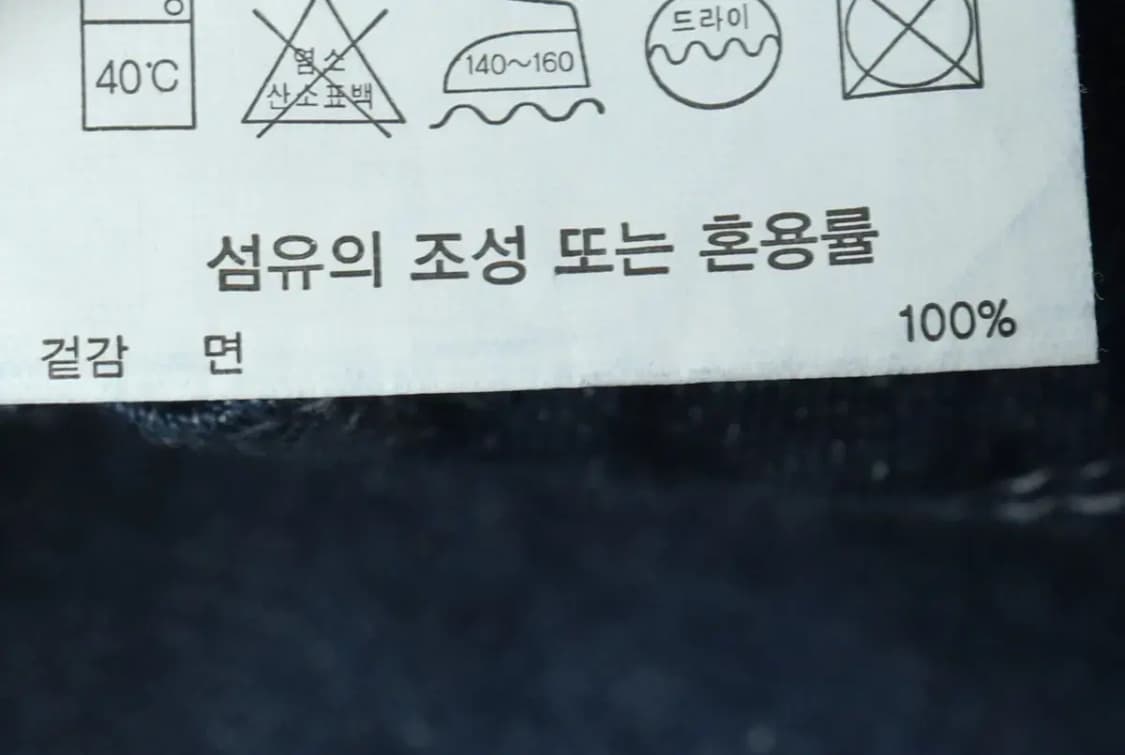 40℃ 염소 140~160 드라이
산소표백
섬유의 조성 또는 혼용률
겉감 면 100%